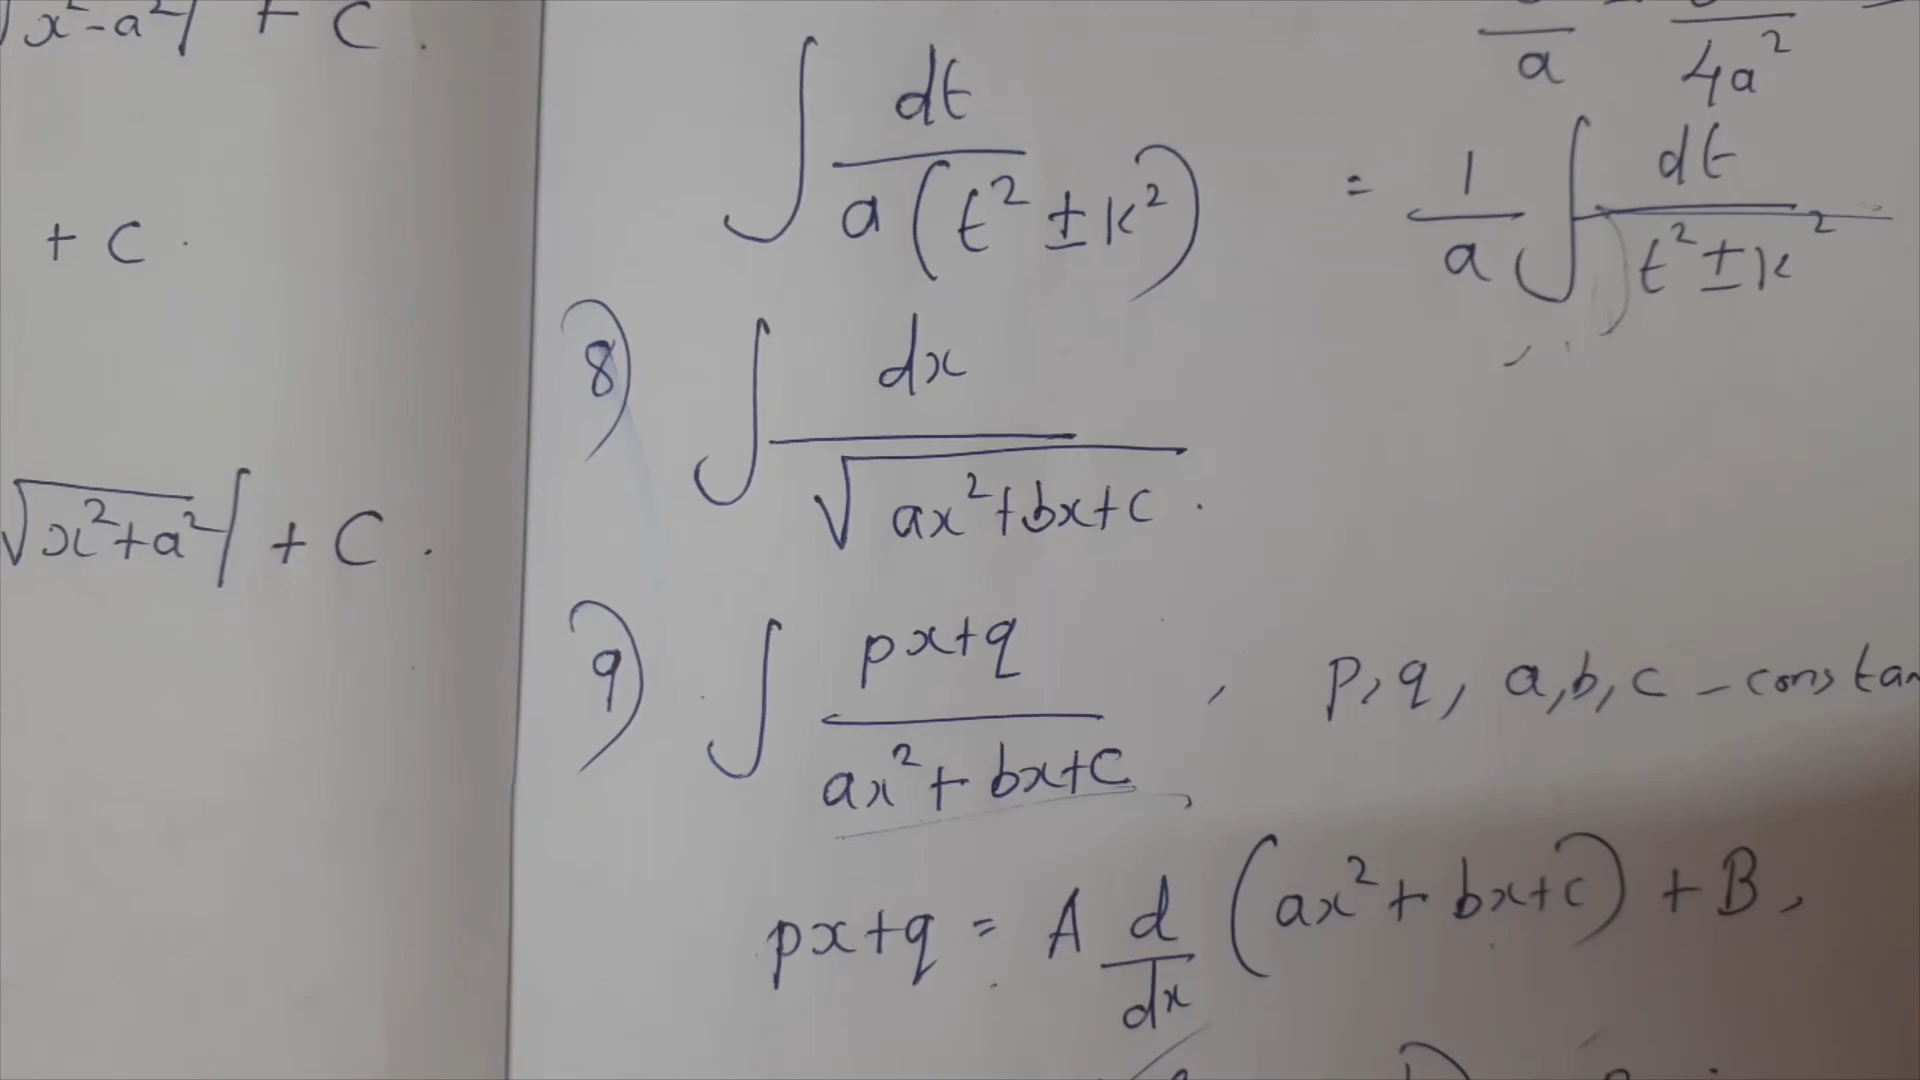 √x²-a²| + C.
+ C.
√x²+a²| + C.
a 4a²
∫ dt / a(t² ± k²) = 1/a ∫ dt / t² ± k²
8) ∫ dx / √ax²+bx+c.
9) ∫ px+q / ax²+bx+c, p, q, a,b,c - constan
px+q = A d/dx (ax²+bx+c) + B,